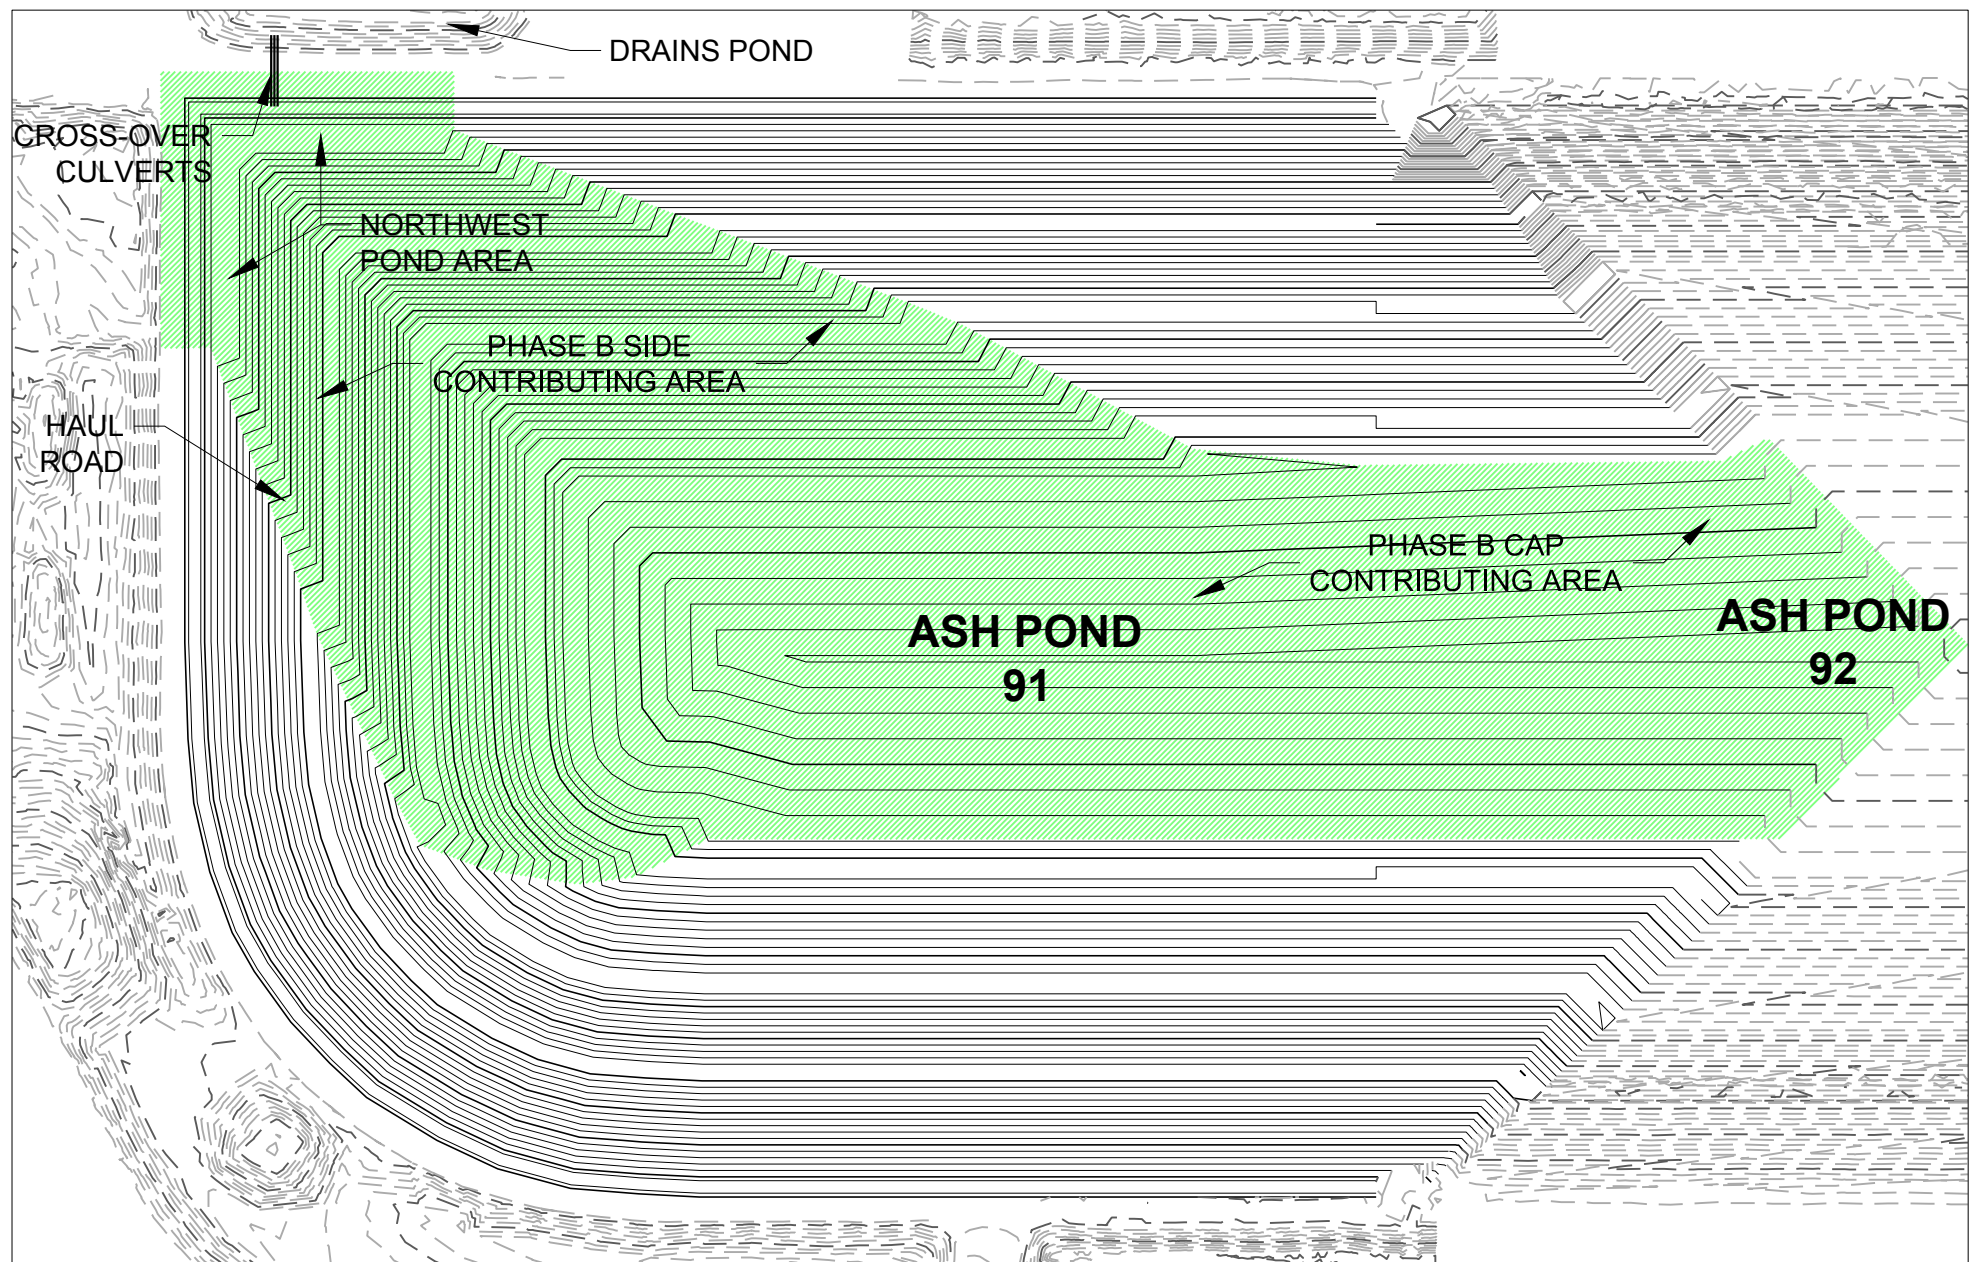 DRAINS POND
CROSS-OVER
CULVERTS
NORTHWEST
POND AREA
PHASE B SIDE
CONTRIBUTING AREA
HAUL
ROAD
PHASE B CAP
CONTRIBUTING AREA
ASH POND
91
ASH POND
92